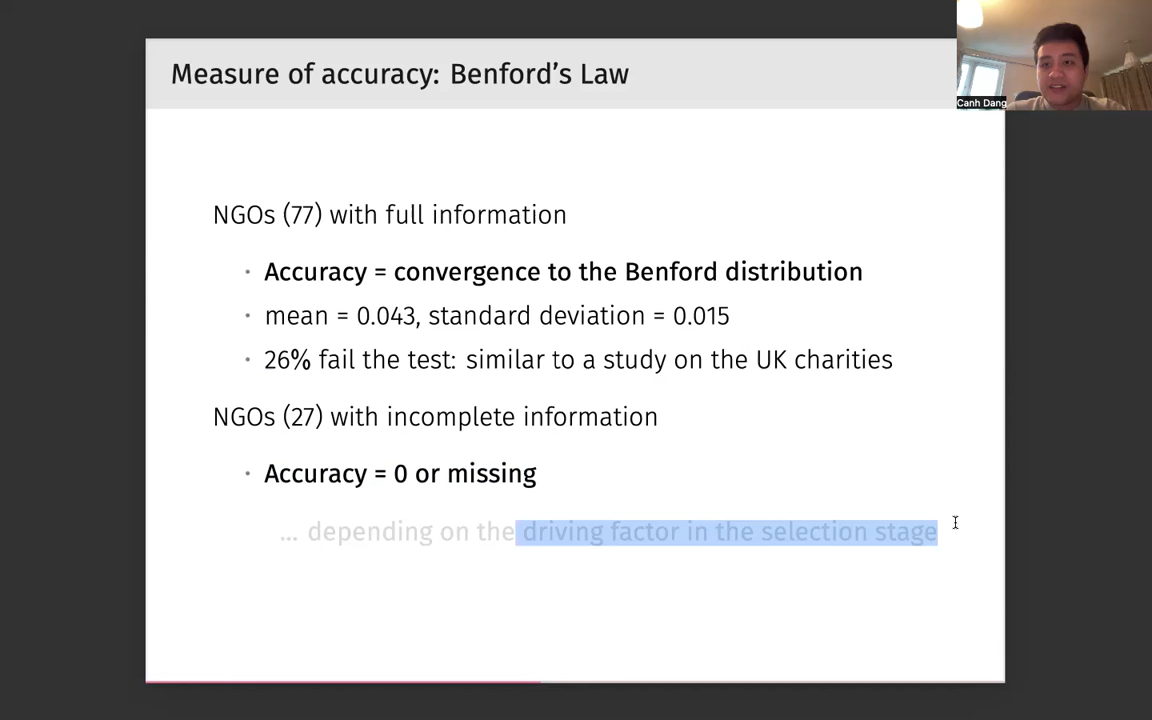 Measure of accuracy: Benford's Law
Canh Dang
NGOs (77) with full information
· Accuracy = convergence to the Benford distribution
· mean = 0.043, standard deviation = 0.015
· 26% fail the test: similar to a study on the UK charities
NGOs (27) with incomplete information
· Accuracy = 0 or missing
... depending on the driving factor in the selection stage